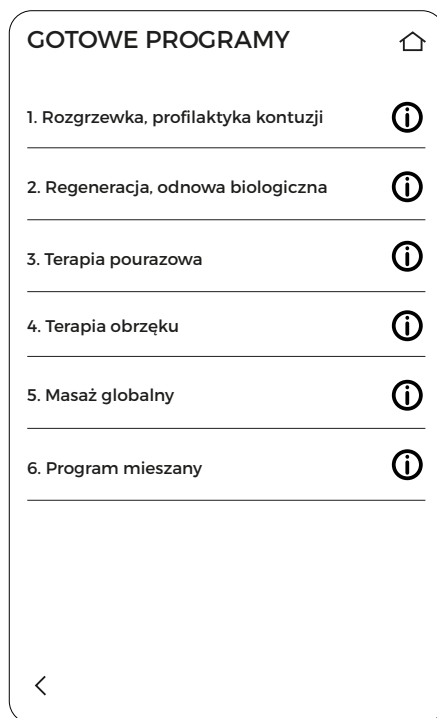 GOTOWE PROGRAMY
1. Rozgrzewka, profilaktyka kontuzji
2. Regeneracja, odnowa biologiczna
3. Terapia pourazowa
4. Terapia obrzęku
5. Masaż globalny
6. Program mieszany